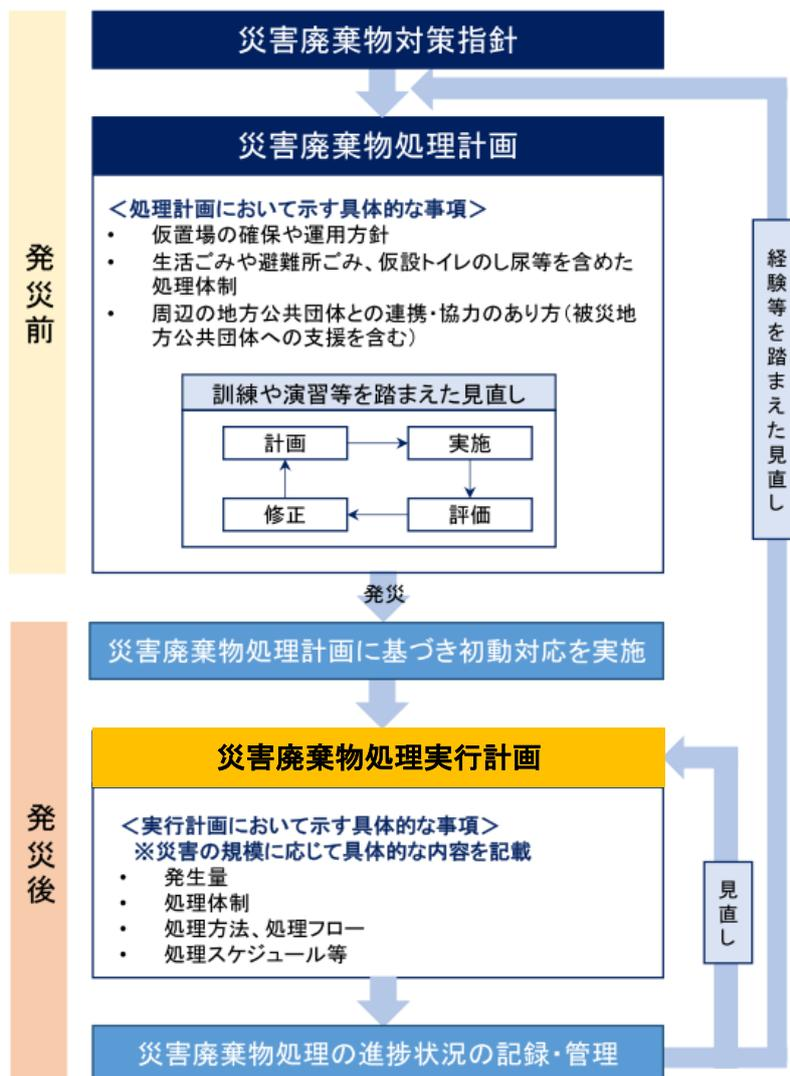 災害廃棄物対策指針
発災前
災害廃棄物処理計画
＜処理計画において示す具体的な事項＞
• 仮置場の確保や運用方針
• 生活ごみや避難所ごみ、仮設トイレのし尿等を含めた
処理体制
• 周辺の地方公共団体との連携・協力のあり方（被災地
方公共団体への支援を含む）
訓練や演習等を踏まえた見直し
計画
実施
修正
評価
経験等を踏まえた見直し
発災
発災後
災害廃棄物処理計画に基づき初動対応を実施
災害廃棄物処理実行計画
＜実行計画において示す具体的な事項＞
※災害の規模に応じて具体的な内容を記載
• 発生量
• 処理体制
• 処理方法、処理フロー
• 処理スケジュール等
見直し
災害廃棄物処理の進捗状況の記録・管理